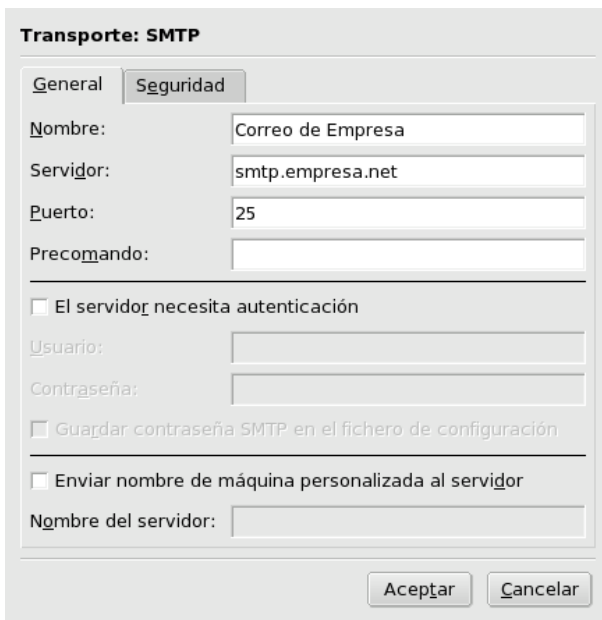 Transporte: SMTP
General Seguridad
Nombre: Correo de Empresa
Servidor: smtp.empresa.net
Puerto: 25
Precomando:
El servidor necesita autenticación
Usuario:
Contraseña:
Guardar contraseña SMTP en el fichero de configuración
Enviar nombre de máquina personalizada al servidor
Nombre del servidor:
Aceptar Cancelar